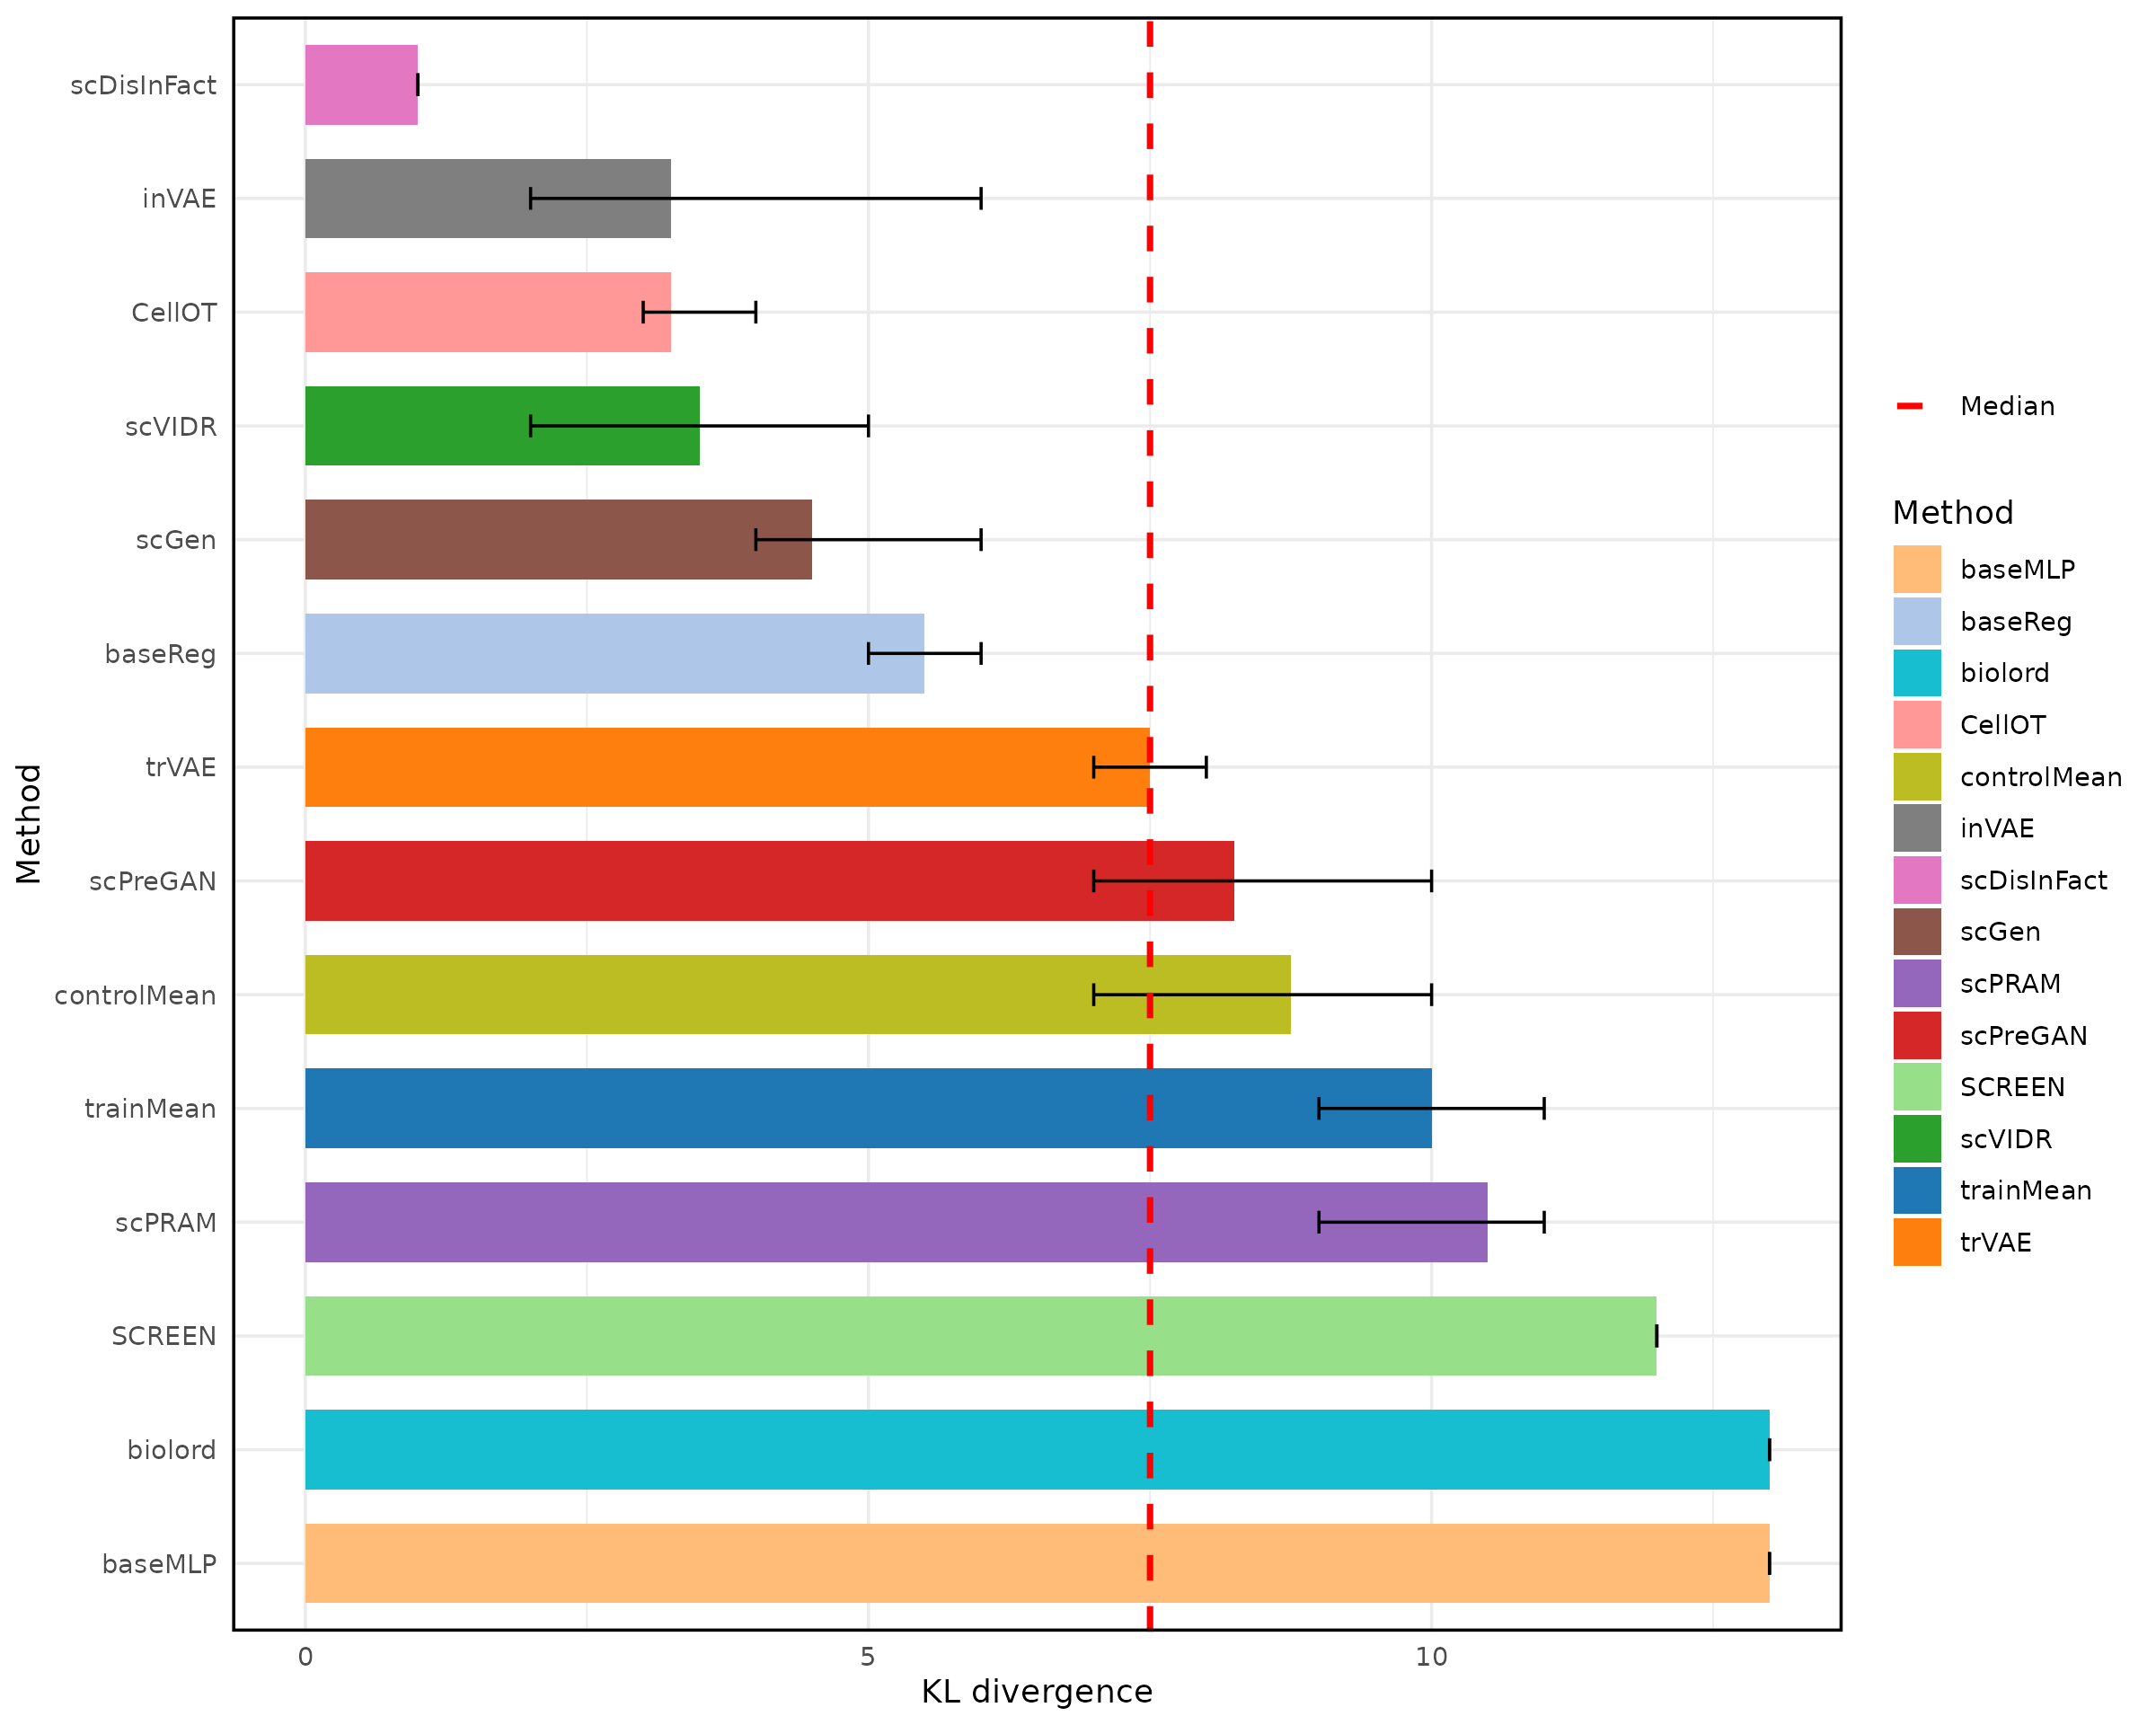 scDisInFact
inVAE
CellOT
scVIDR
scGen
baseReg
trVAE
scPreGAN
controlMean
trainMean
scPRAM
SCREEN
biolord
baseMLP
Method
0 5 10
KL divergence
Median
Method
baseMLP
baseReg
biolord
CellOT
controlMean
inVAE
scDisInFact
scGen
scPRAM
scPreGAN
SCREEN
scVIDR
trainMean
trVAE